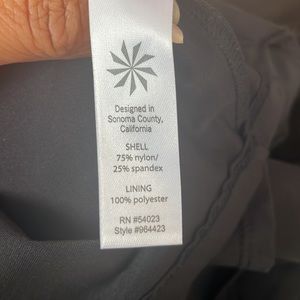 Designed in
Sonoma County,
California
SHELL
75% nylon/
25% spandex
LINING
100% polyester
RN #54023
Style #964423